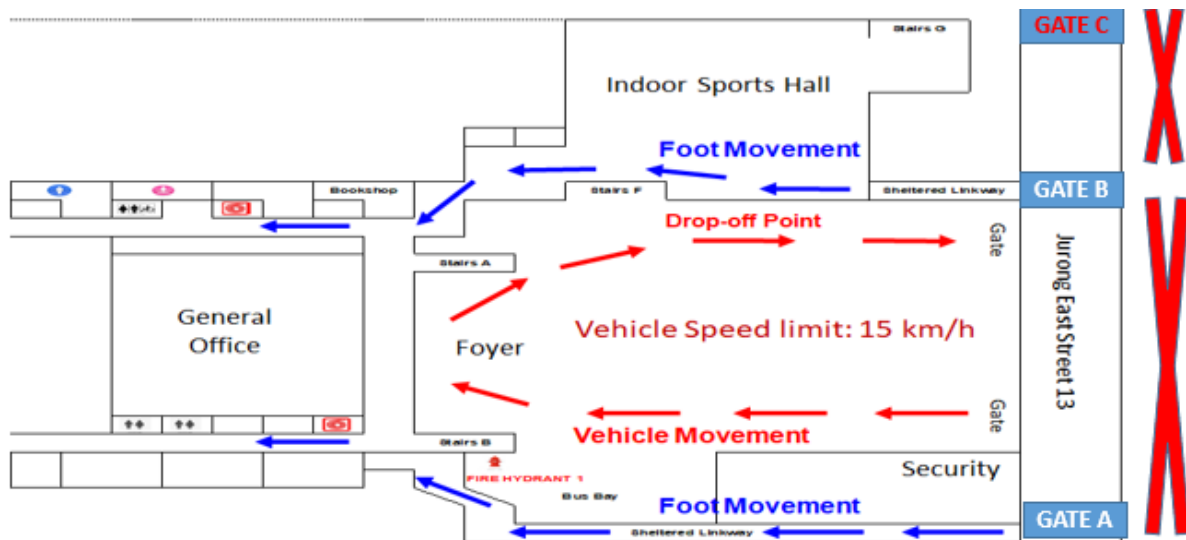 GATE C
Stairs G
Indoor Sports Hall
Foot Movement
Bookshop
Stairs F
Sheltered Linkway
GATE B
Drop-off Point
Gate
Stairs A
General
Office
Foyer
Vehicle Speed limit: 15 km/h
Jurong East Street 13
Gate
Vehicle Movement
Stairs B
FIRE HYDRANT 1
Security
Bus Bay
Foot Movement
GATE A
Sheltered Linkway